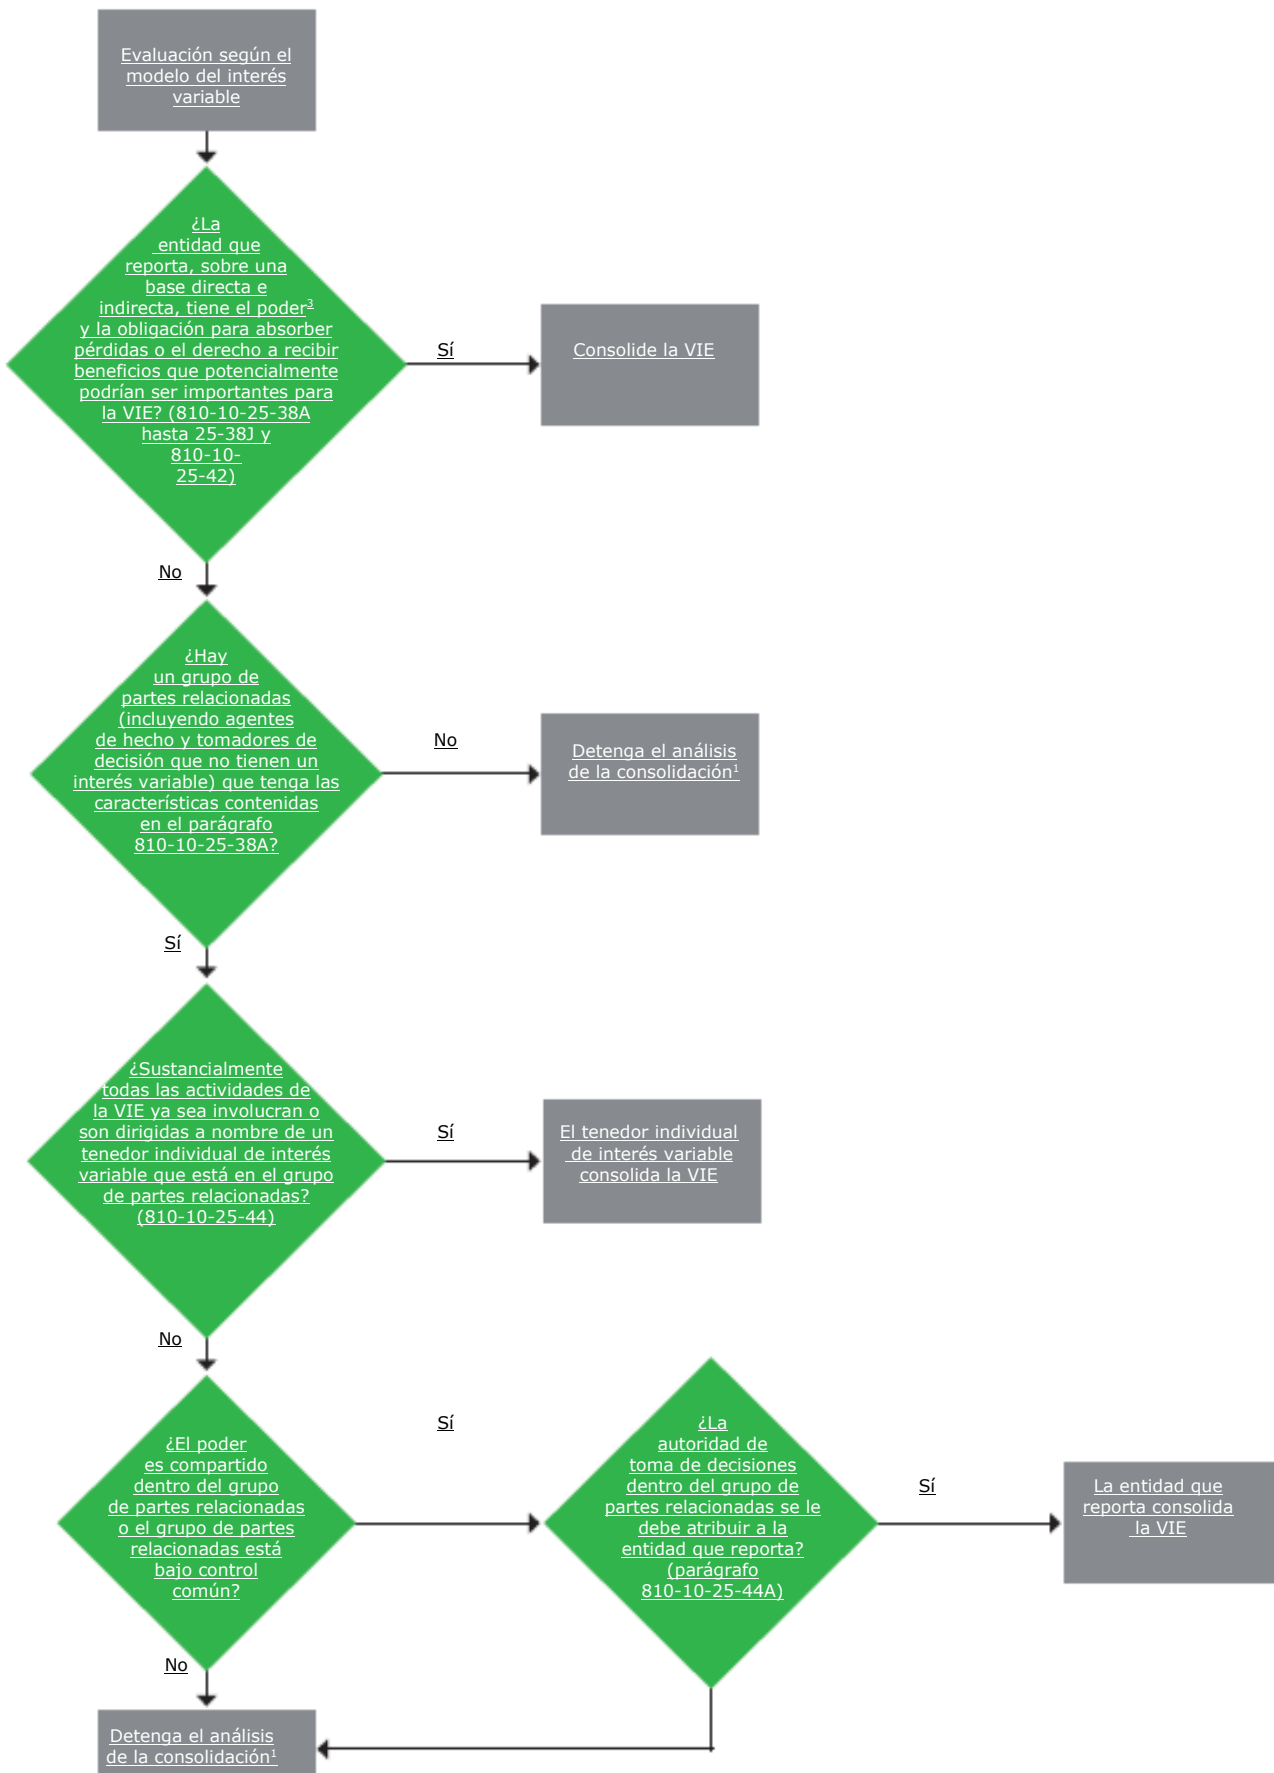 Evaluación según el
modelo del interés
variable
¿La
entidad que
reporta, sobre una
base directa e
indirecta, tiene el poder³
y la obligación para absorber
pérdidas o el derecho a recibir
beneficios que potencialmente
podrían ser importantes para
la VIE? (810-10-25-38A
hasta 25-38J y
810-10-
25-42)
Sí
Consolide la VIE
No
¿Hay
un grupo de
partes relacionadas
(incluyendo agentes
de hecho y tomadores de
decisión que no tienen un
interés variable) que tenga las
características contenidas
en el parágrafo
810-10-25-38A?
No
Detenga el análisis
de la consolidación¹
Sí
¿Sustancialmente
todas las actividades de
la VIE ya sea involucran o
son dirigidas a nombre de un
tenedor individual de interés
variable que está en el grupo
de partes relacionadas?
(810-10-25-44)
Sí
El tenedor individual
de interés variable
consolida la VIE
No
¿El poder
es compartido
dentro del grupo
de partes relacionadas
o el grupo de partes
relacionadas está
bajo control
común?
Sí
¿La
autoridad de
toma de decisiones
dentro del grupo de
partes relacionadas se le
debe atribuir a la
entidad que reporta?
(parágrafo
810-10-25-44A)
Sí
La entidad que
reporta consolida
la VIE
No
Detenga el análisis
de la consolidación¹